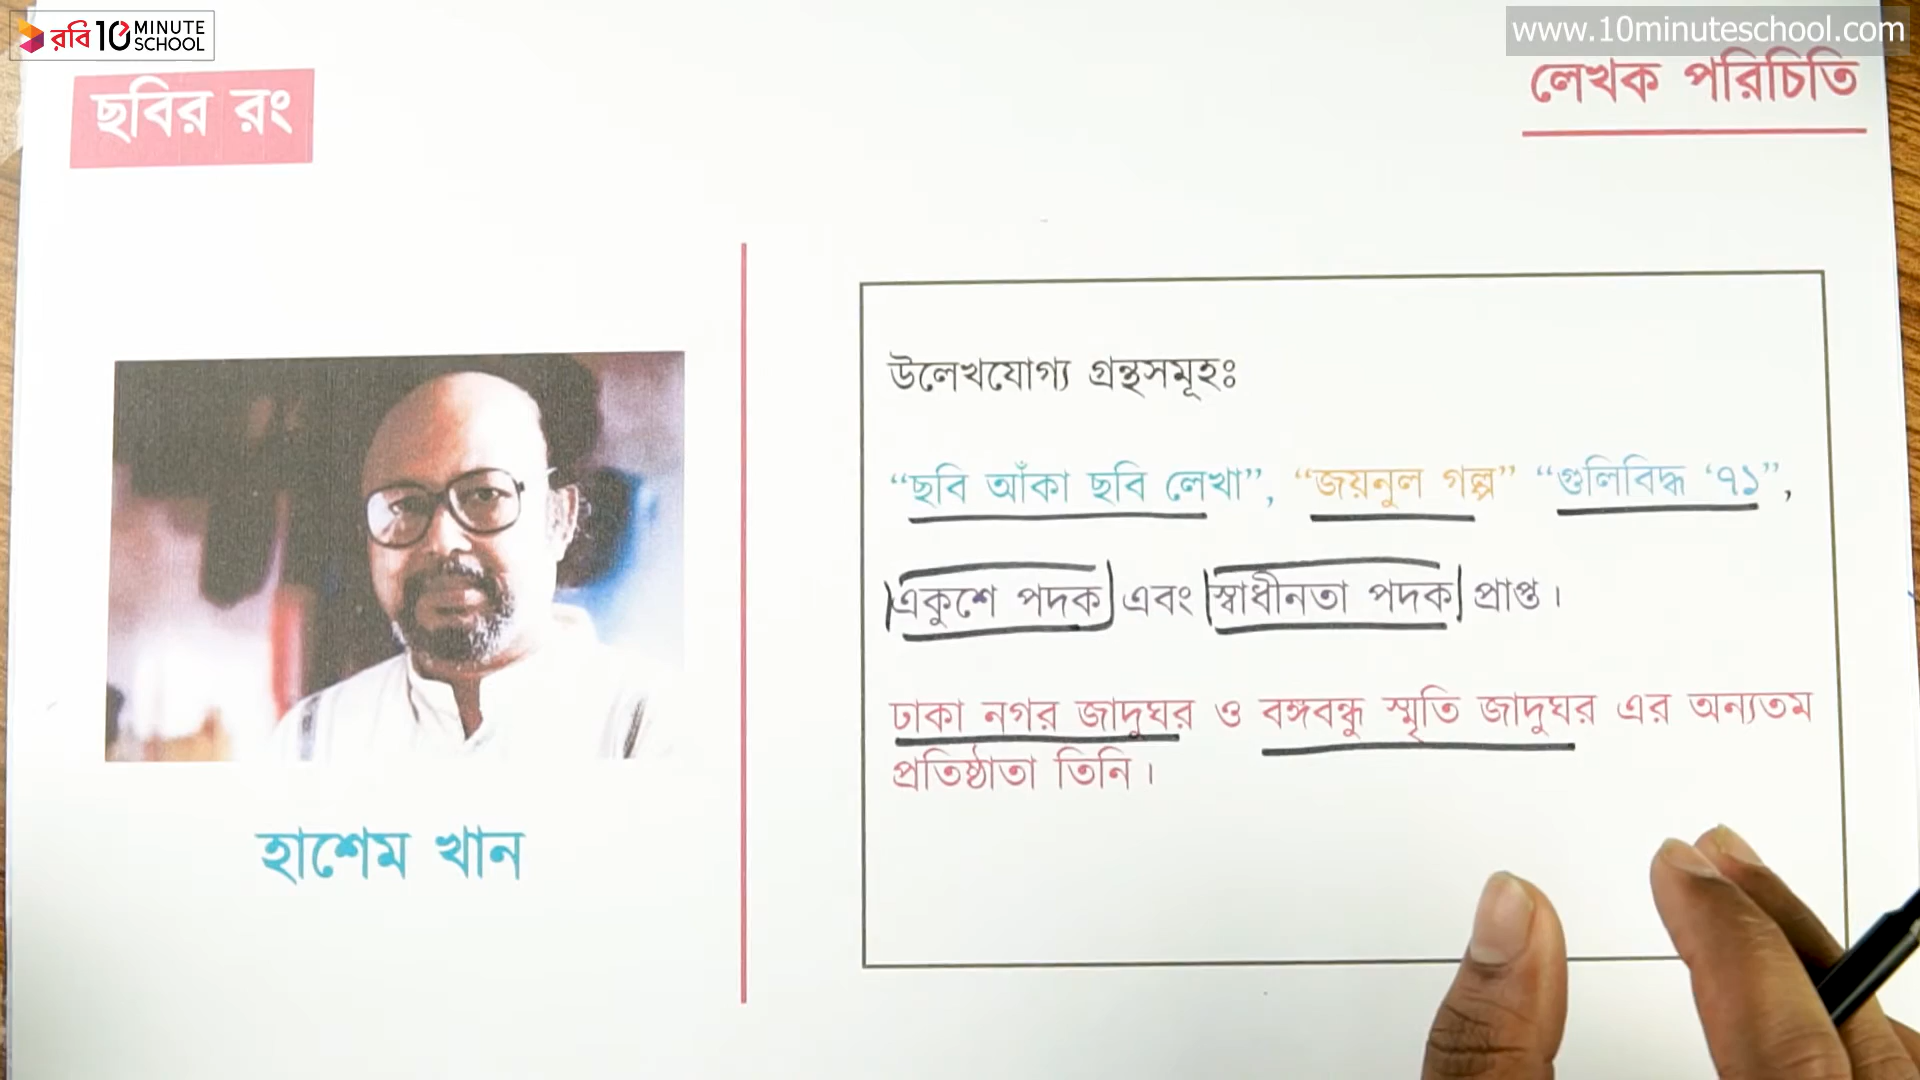 রবি 10 MINUTE SCHOOL
www.10minuteschool.com
ছবির রং
লেখক পরিচিতি
উলেখযোগ্য গ্রন্থসমূহঃ
“ছবি আঁকা ছবি লেখা”, “জয়নুল গল্প” “গুলিবিদ্ধ ‘৭১”,
একুশে পদক এবং স্বাধীনতা পদক প্রাপ্ত।
ঢাকা নগর জাদুঘর ও বঙ্গবন্ধু স্মৃতি জাদুঘর এর অন্যতম
প্রতিষ্ঠাতা তিনি।
হাশেম খান